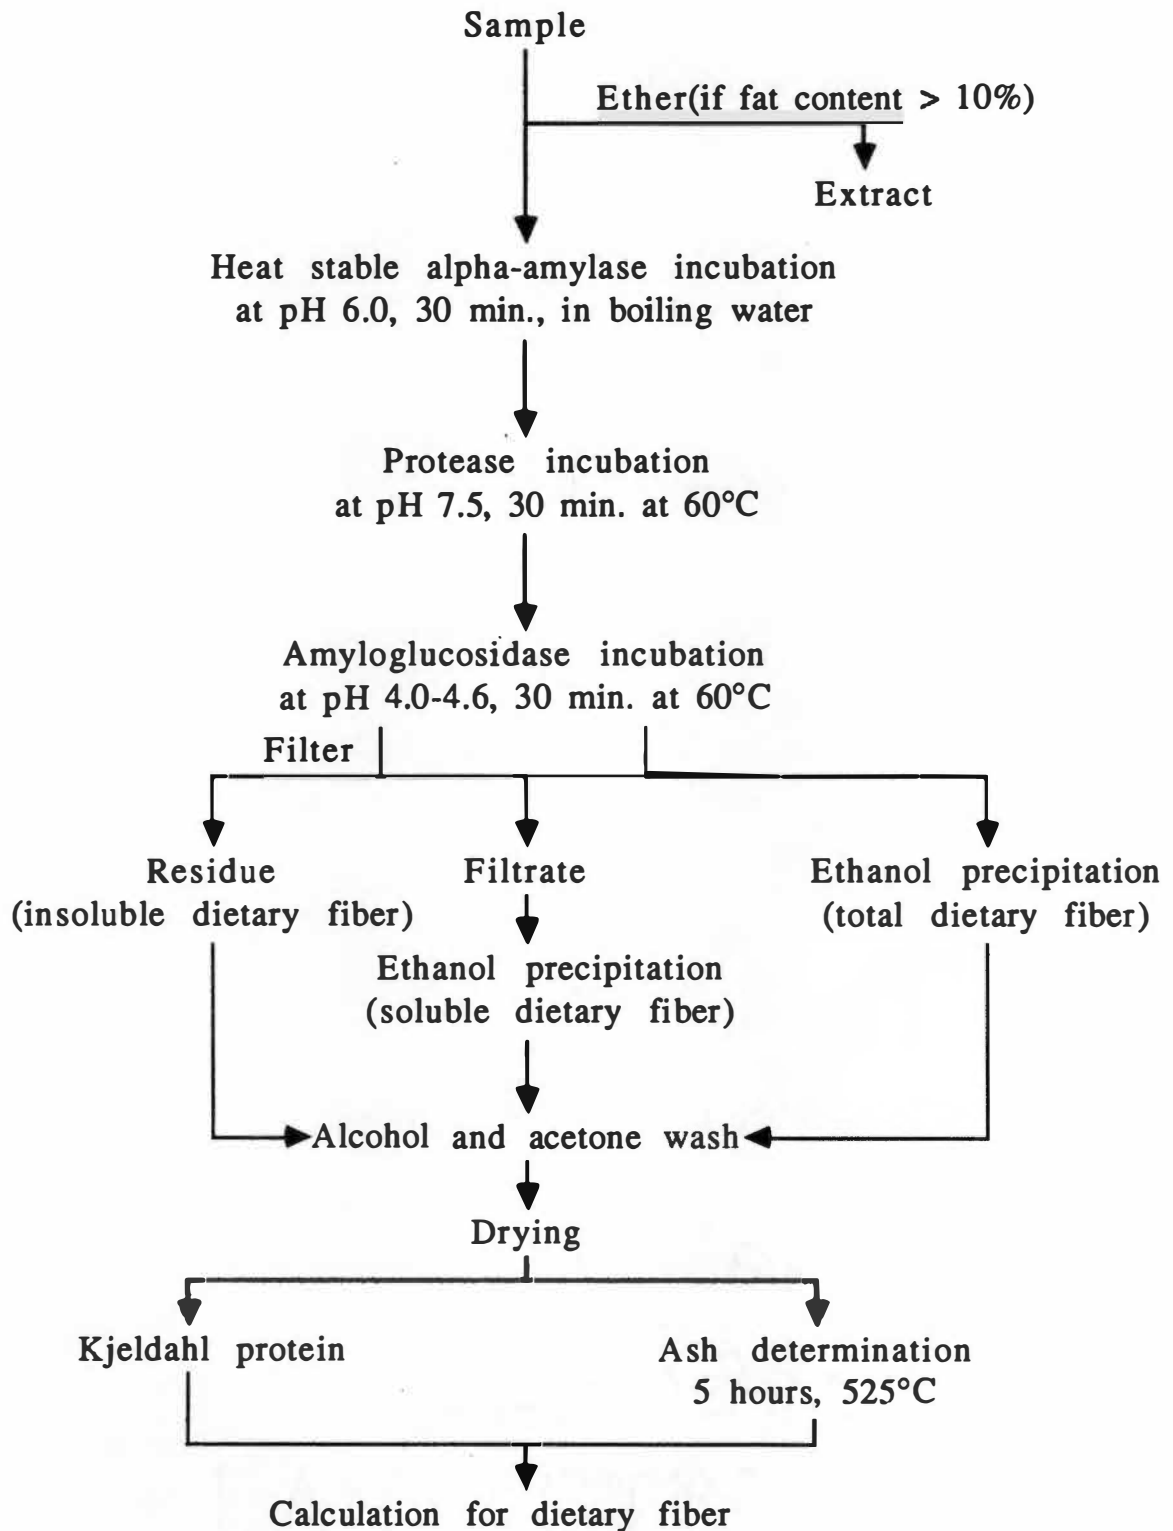 Sample
Ether(if fat content > 10%)
Extract
Heat stable alpha-amylase incubation
at pH 6.0, 30 min., in boiling water
Protease incubation
at pH 7.5, 30 min. at 60°C
Amyloglucosidase incubation
at pH 4.0-4.6, 30 min. at 60°C
Filter
Residue
(insoluble dietary fiber)
Filtrate
Ethanol precipitation
(total dietary fiber)
Ethanol precipitation
(soluble dietary fiber)
Alcohol and acetone wash
Drying
Kjeldahl protein
Ash determination
5 hours, 525°C
Calculation for dietary fiber